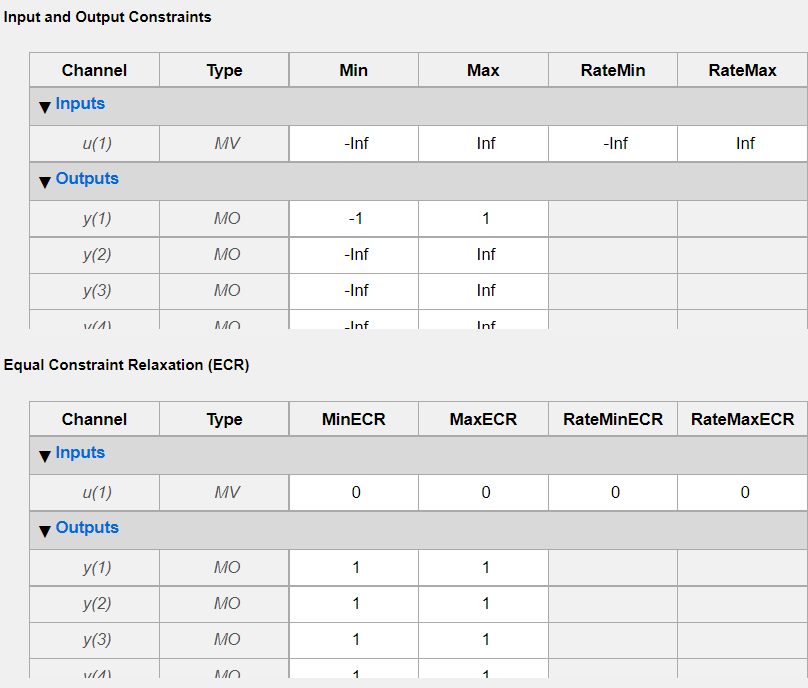 Input and Output Constraints
Channel Type Min Max RateMin RateMax
Inputs
u(1) MV -Inf Inf -Inf Inf
Outputs
y(1) MO -1 1
y(2) MO -Inf Inf
y(3) MO -Inf Inf
y(4) MO -Inf Inf
Equal Constraint Relaxation (ECR)
Channel Type MinECR MaxECR RateMinECR RateMaxECR
Inputs
u(1) MV 0 0 0 0
Outputs
y(1) MO 1 1
y(2) MO 1 1
y(3) MO 1 1
y(4) MO 1 1